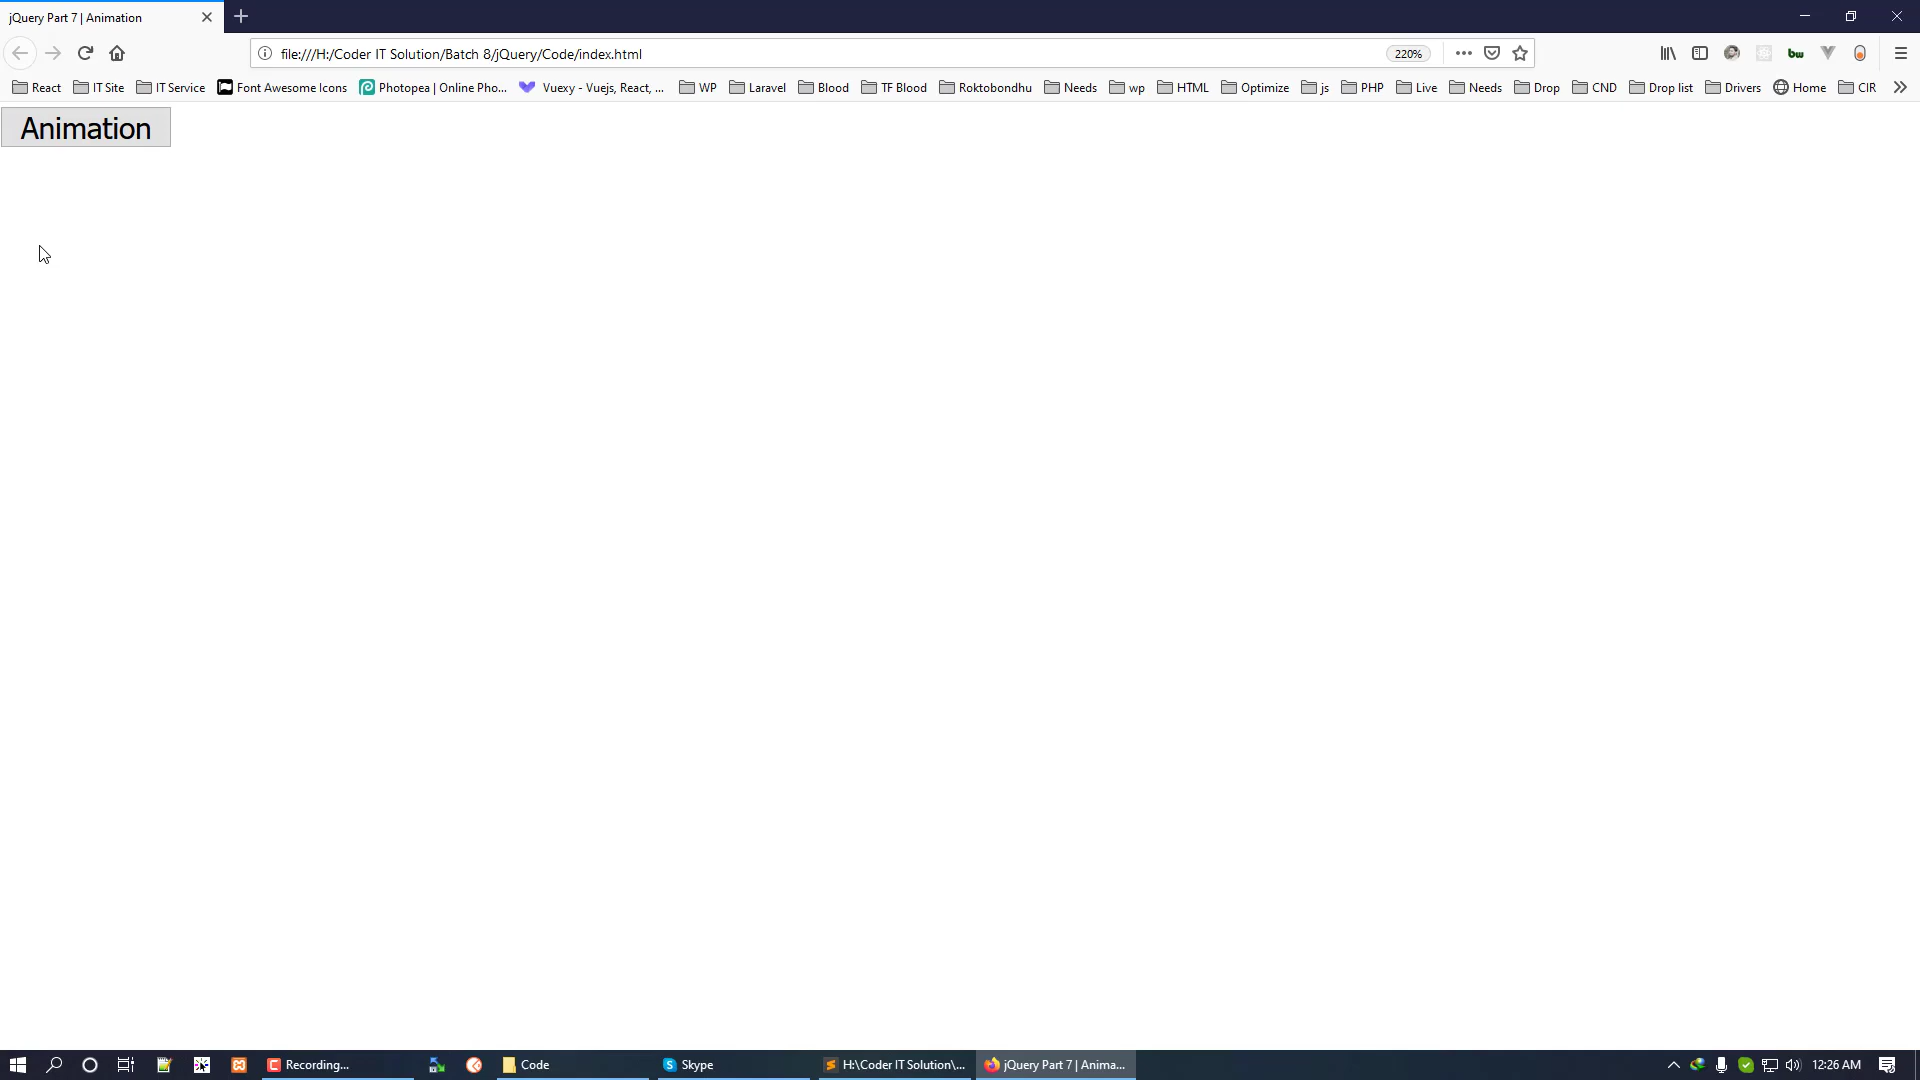 jQuery Part 7 | Animation
file:///H:/Coder IT Solution/Batch 8/jQuery/Code/index.html
220%
React
IT Site
IT Service
Font Awesome Icons
Photopea | Online Pho...
Vuexy - Vuejs, React, ...
WP
Laravel
Blood
TF Blood
Roktobondhu
Needs
wp
HTML
Optimize
js
PHP
Live
Needs
Drop
CND
Drop list
Drivers
Home
CIR
Animation
Recording...
Code
Skype
H:\Coder IT Solution\...
jQuery Part 7 | Anima...
12:26 AM